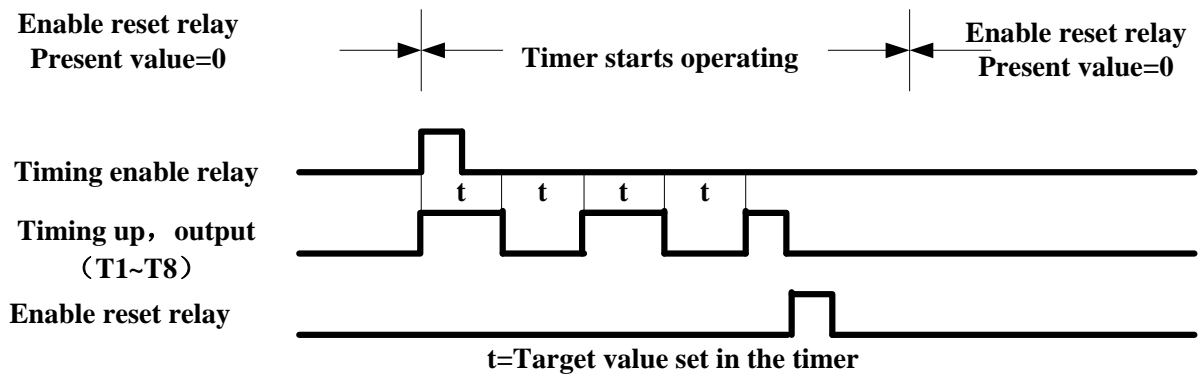 Enable reset relay
Present value=0
Timer starts operating
Enable reset relay
Present value=0
Timing enable relay
t t t t
Timing up，output
（T1~T8）
Enable reset relay
t=Target value set in the timer